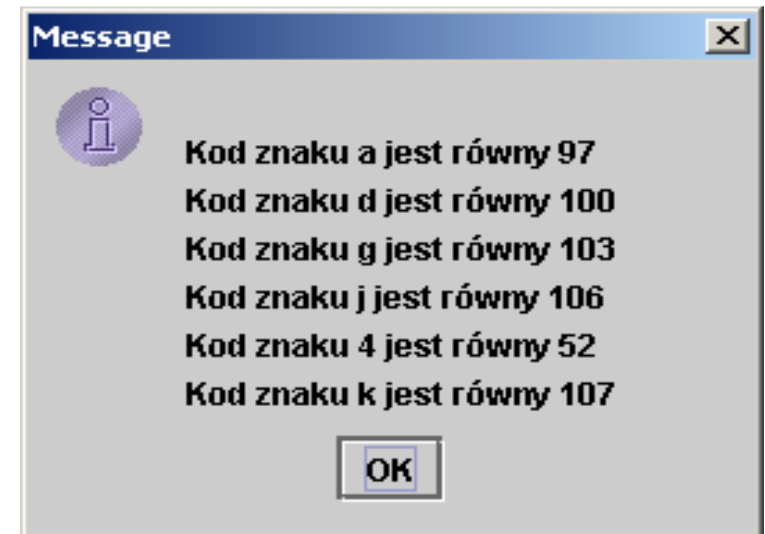 Message
Kod znaku a jest równy 97
Kod znaku d jest równy 100
Kod znaku g jest równy 103
Kod znaku j jest równy 106
Kod znaku 4 jest równy 52
Kod znaku k jest równy 107
OK